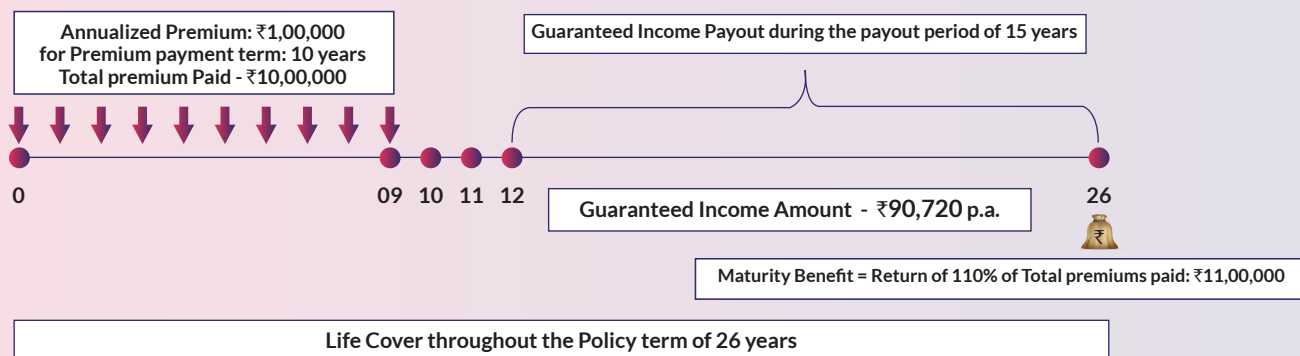 Annualized Premium: ₹1,00,000
for Premium payment term: 10 years
Total premium Paid - ₹10,00,000
Guaranteed Income Payout during the payout period of 15 years
0
09
10
11
12
26
Guaranteed Income Amount - ₹90,720 p.a.
₹
Maturity Benefit = Return of 110% of Total premiums paid: ₹11,00,000
Life Cover throughout the Policy term of 26 years